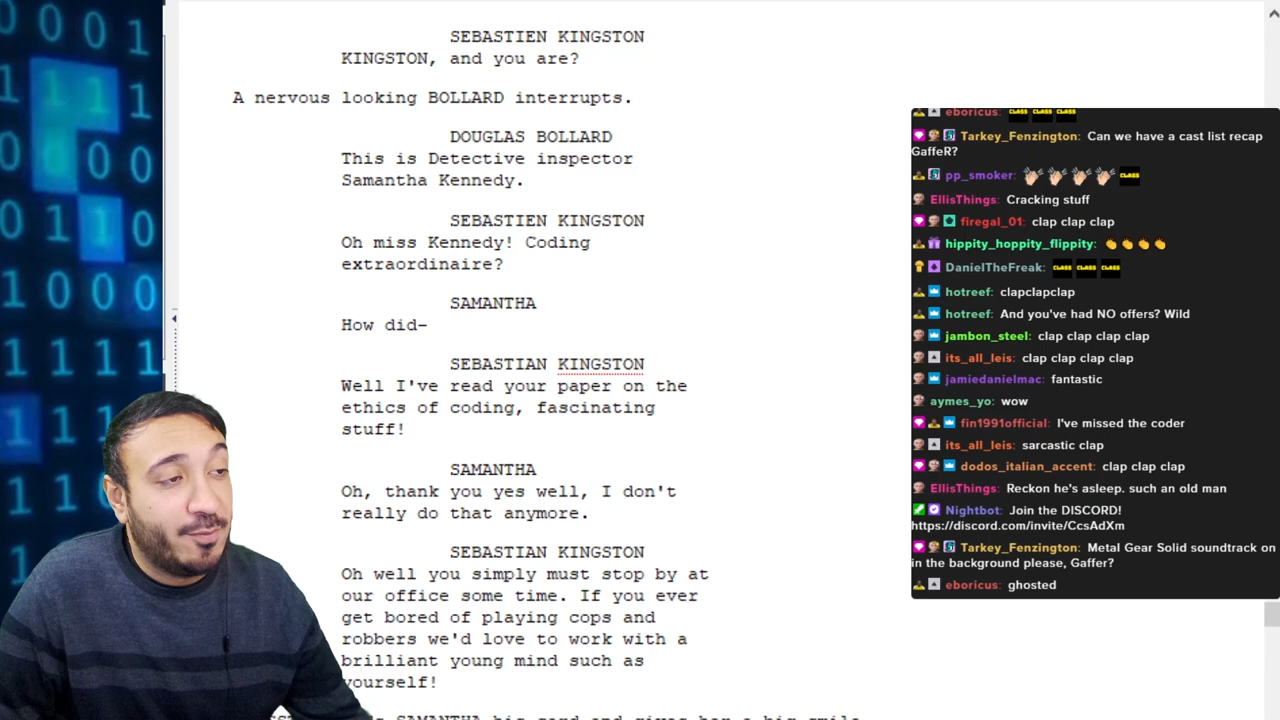 SEBASTIEN KINGSTON
KINGSTON, and you are?
A nervous looking BOLLARD interrupts.
DOUGLAS BOLLARD
This is Detective inspector
Samantha Kennedy.
SEBASTIEN KINGSTON
Oh miss Kennedy! Coding
extraordinaire?
SAMANTHA
How did-
SEBASTIAN KINGSTON
Well I've read your paper on the
ethics of coding, fascinating
stuff!
SAMANTHA
Oh, thank you yes well, I don't
really do that anymore.
SEBASTIAN KINGSTON
Oh well you simply must stop by at
our office some time. If you ever
get bored of playing cops and
robbers we'd love to work with a
brilliant young mind such as
yourself!
eboricus: CLASS CLASS CLASS
Tarkey_Fenzington: Can we have a cast list recap
GaffeR?
pp_smoker: CLASS
EllisThings: Cracking stuff
firegal_01: clap clap clap
hippity_hoppity_flippity:
DanielTheFreak: CLASS CLASS CLASS
hotreef: clapclapclap
hotreef: And you've had NO offers? Wild
jambon_steel: clap clap clap clap
its_all_leis: clap clap clap clap
jamiedanielmac: fantastic
aymes_yo: wow
fin1991official: I've missed the coder
its_all_leis: sarcastic clap
dodos_italian_accent: clap clap clap
EllisThings: Reckon he's asleep. such an old man
Nightbot: Join the DISCORD!
https://discord.com/invite/CcsAdXm
Tarkey_Fenzington: Metal Gear Solid soundtrack on
in the background please, Gaffer?
eboricus: ghosted